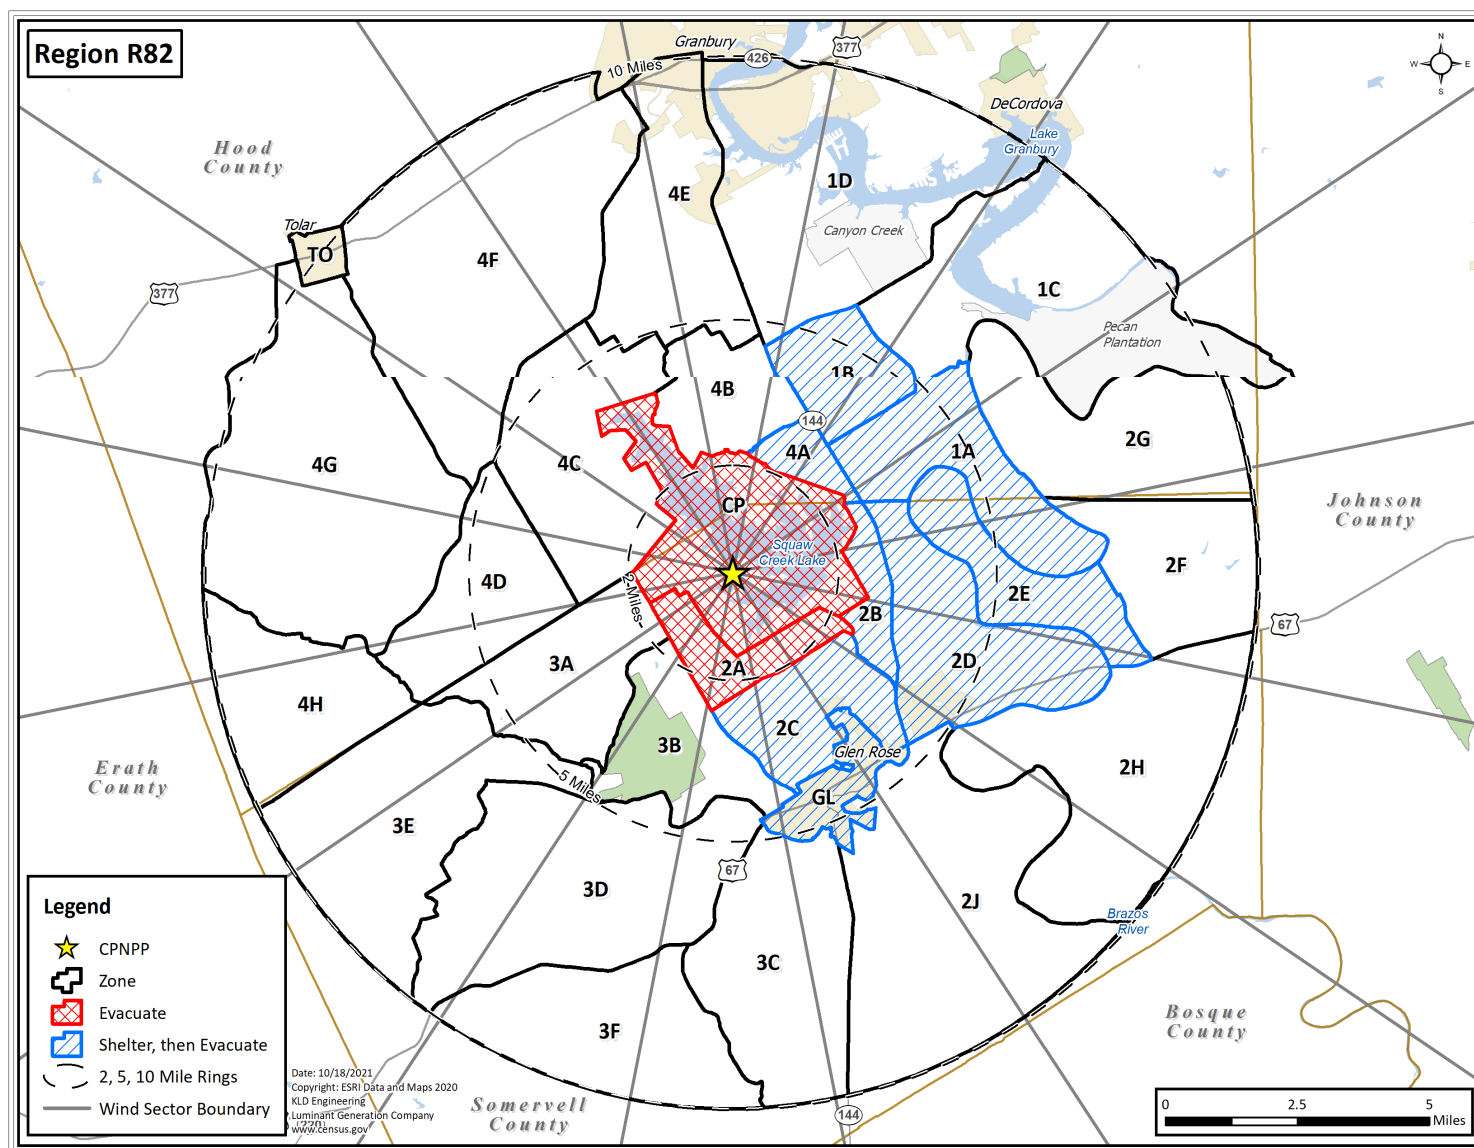 Region R82
Granbury
426
377
10 Miles
N
W
E
S
DeCordova
Lake
Granbury
Hood
County
4E
1D
Canyon Creek
Tolar
TO
4F
377
1C
Pecan
Plantation
1B
4B
144
4A
1A
2G
4C
4G
CP
Johnson
County
Squaw
Creek Lake
2F
4D
2 Miles
2E
2B
67
3A
2A
2D
4H
2C
3B
Glen Rose
2H
Erath
County
5 Miles
GL
3E
67
3D
2J
Brazos
River
3C
Bosque
County
3F
Legend
CPNPP
Zone
Evacuate
Shelter, then Evacuate
2, 5, 10 Mile Rings
Wind Sector Boundary
Date: 10/18/2021
Copyright: ESRI Data and Maps 2020
KLD Engineering
Luminant Generation Company
www.census.gov
(220)
Somervell
County
144
0
2.5
5
Miles